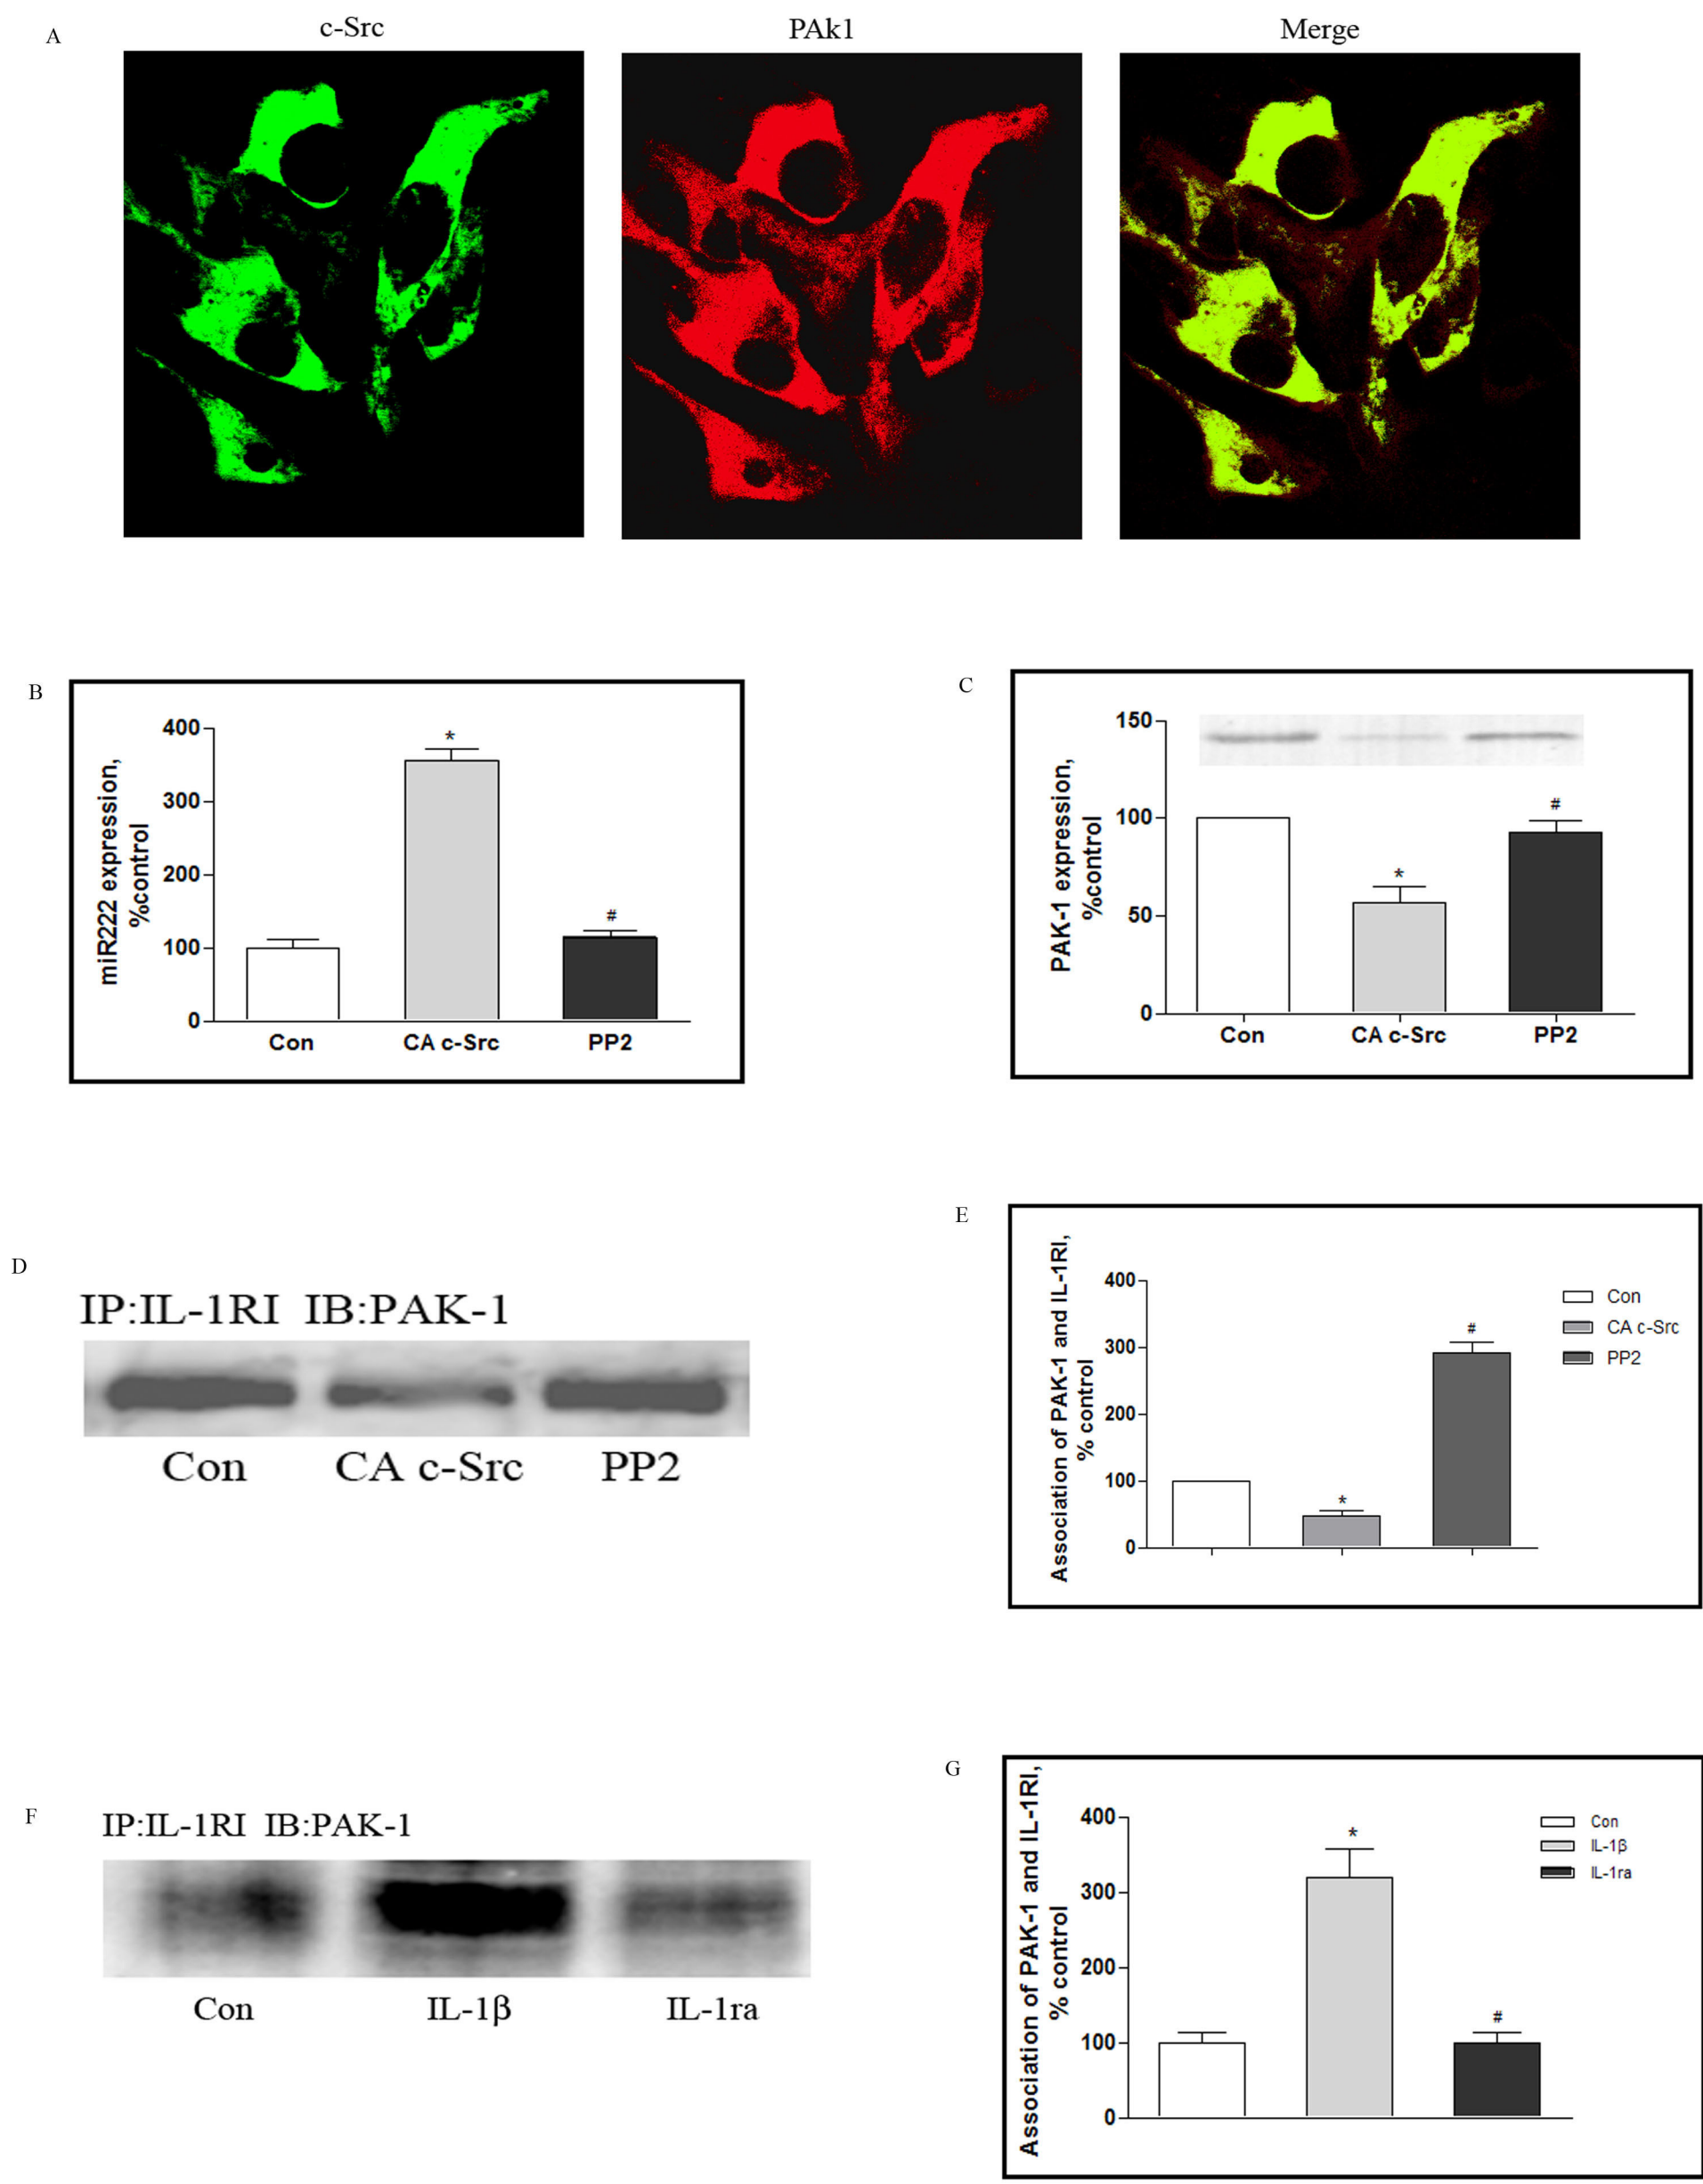 A
c-Src
PAk1
Merge
B
miR222 expression,
%control
400
300
200
100
0
*
#
Con
CA c-Src
PP2
C
PAK-1 expression,
%control
150
100
50
0
*
#
Con
CA c-Src
PP2
D
IP:IL-1RI IB:PAK-1
Con
CA c-Src
PP2
E
Association of PAK-1 and IL-1RI,
% control
400
300
200
100
0
*
#
Con
CA c-Src
PP2
F
IP:IL-1RI IB:PAK-1
Con
IL-1β
IL-1ra
G
Association of PAK-1 and IL-1RI,
% control
400
300
200
100
0
*
#
Con
IL-1β
IL-1ra